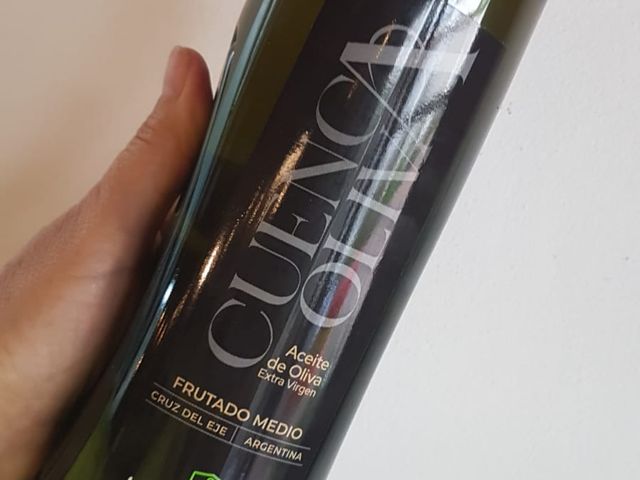 CUENCA
OLIVA
Aceite
de Oliva
Extra Virgen
FRUTADO MEDIO
CRUZ DEL EJE | ARGENTINA